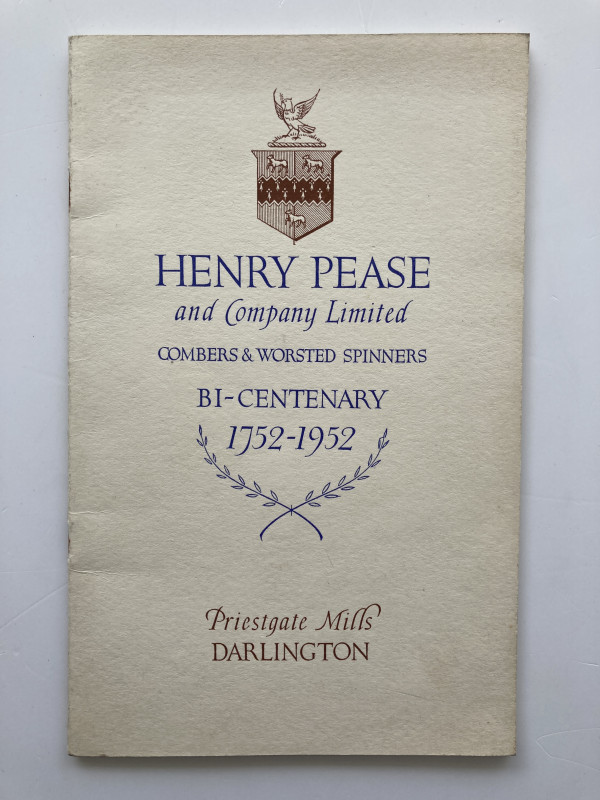 HENRY PEASE
and Company Limited
COMBERS & WORSTED SPINNERS
BI-CENTENARY
1752-1952
Priestgate Mills
DARLINGTON